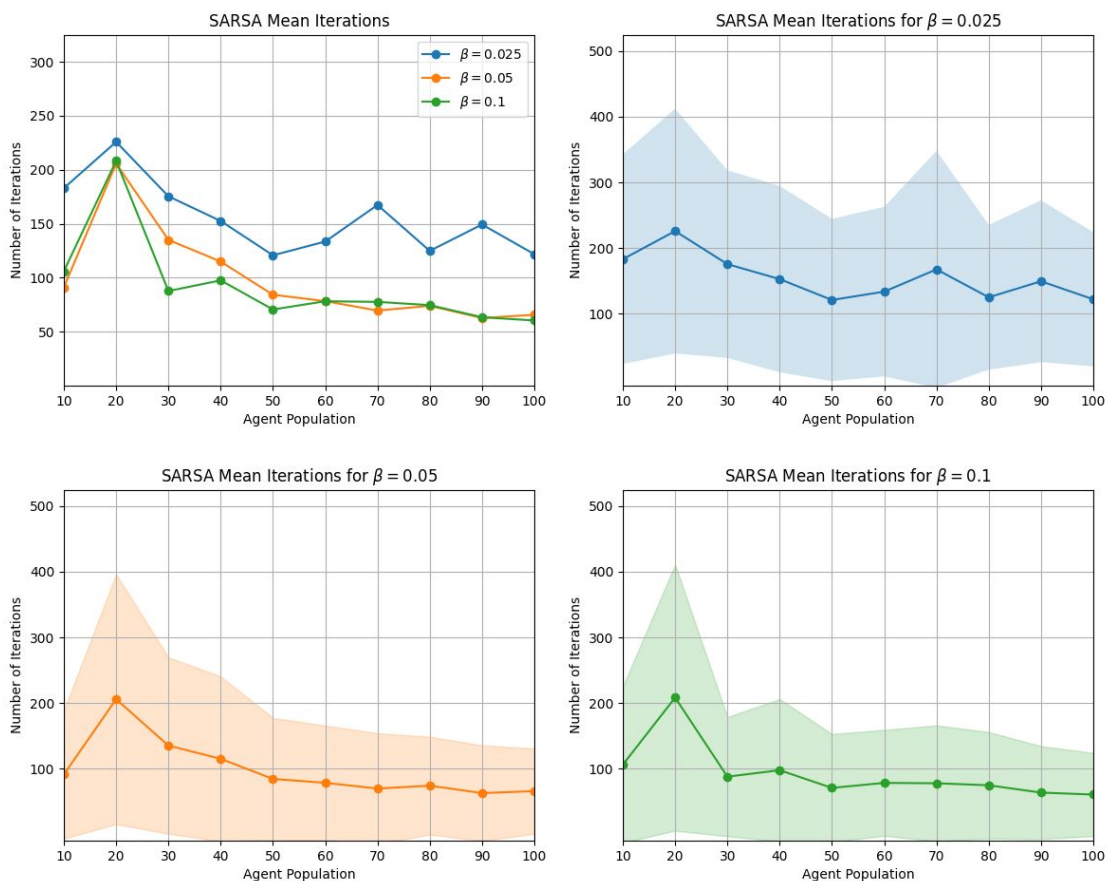 SARSA Mean Iterations
300
250
200
150
100
50
Number of Iterations
β = 0.025
β = 0.05
β = 0.1
10 20 30 40 50 60 70 80 90 100
Agent Population
SARSA Mean Iterations for β = 0.025
500
400
300
200
100
Number of Iterations
10 20 30 40 50 60 70 80 90 100
Agent Population
SARSA Mean Iterations for β = 0.05
500
400
300
200
100
Number of Iterations
10 20 30 40 50 60 70 80 90 100
Agent Population
SARSA Mean Iterations for β = 0.1
500
400
300
200
100
Number of Iterations
10 20 30 40 50 60 70 80 90 100
Agent Population